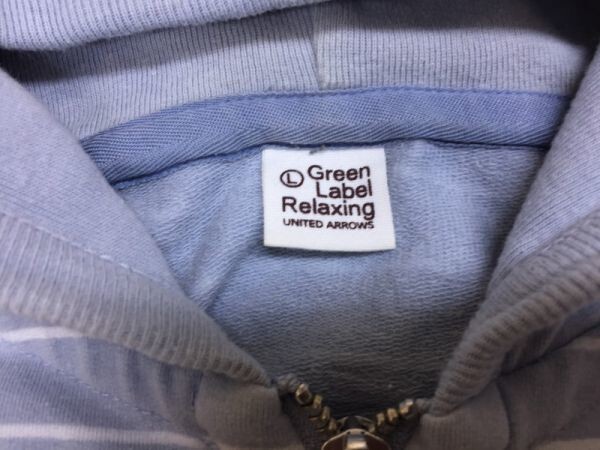 Ⓛ Green
Label
Relaxing
UNITED ARROWS